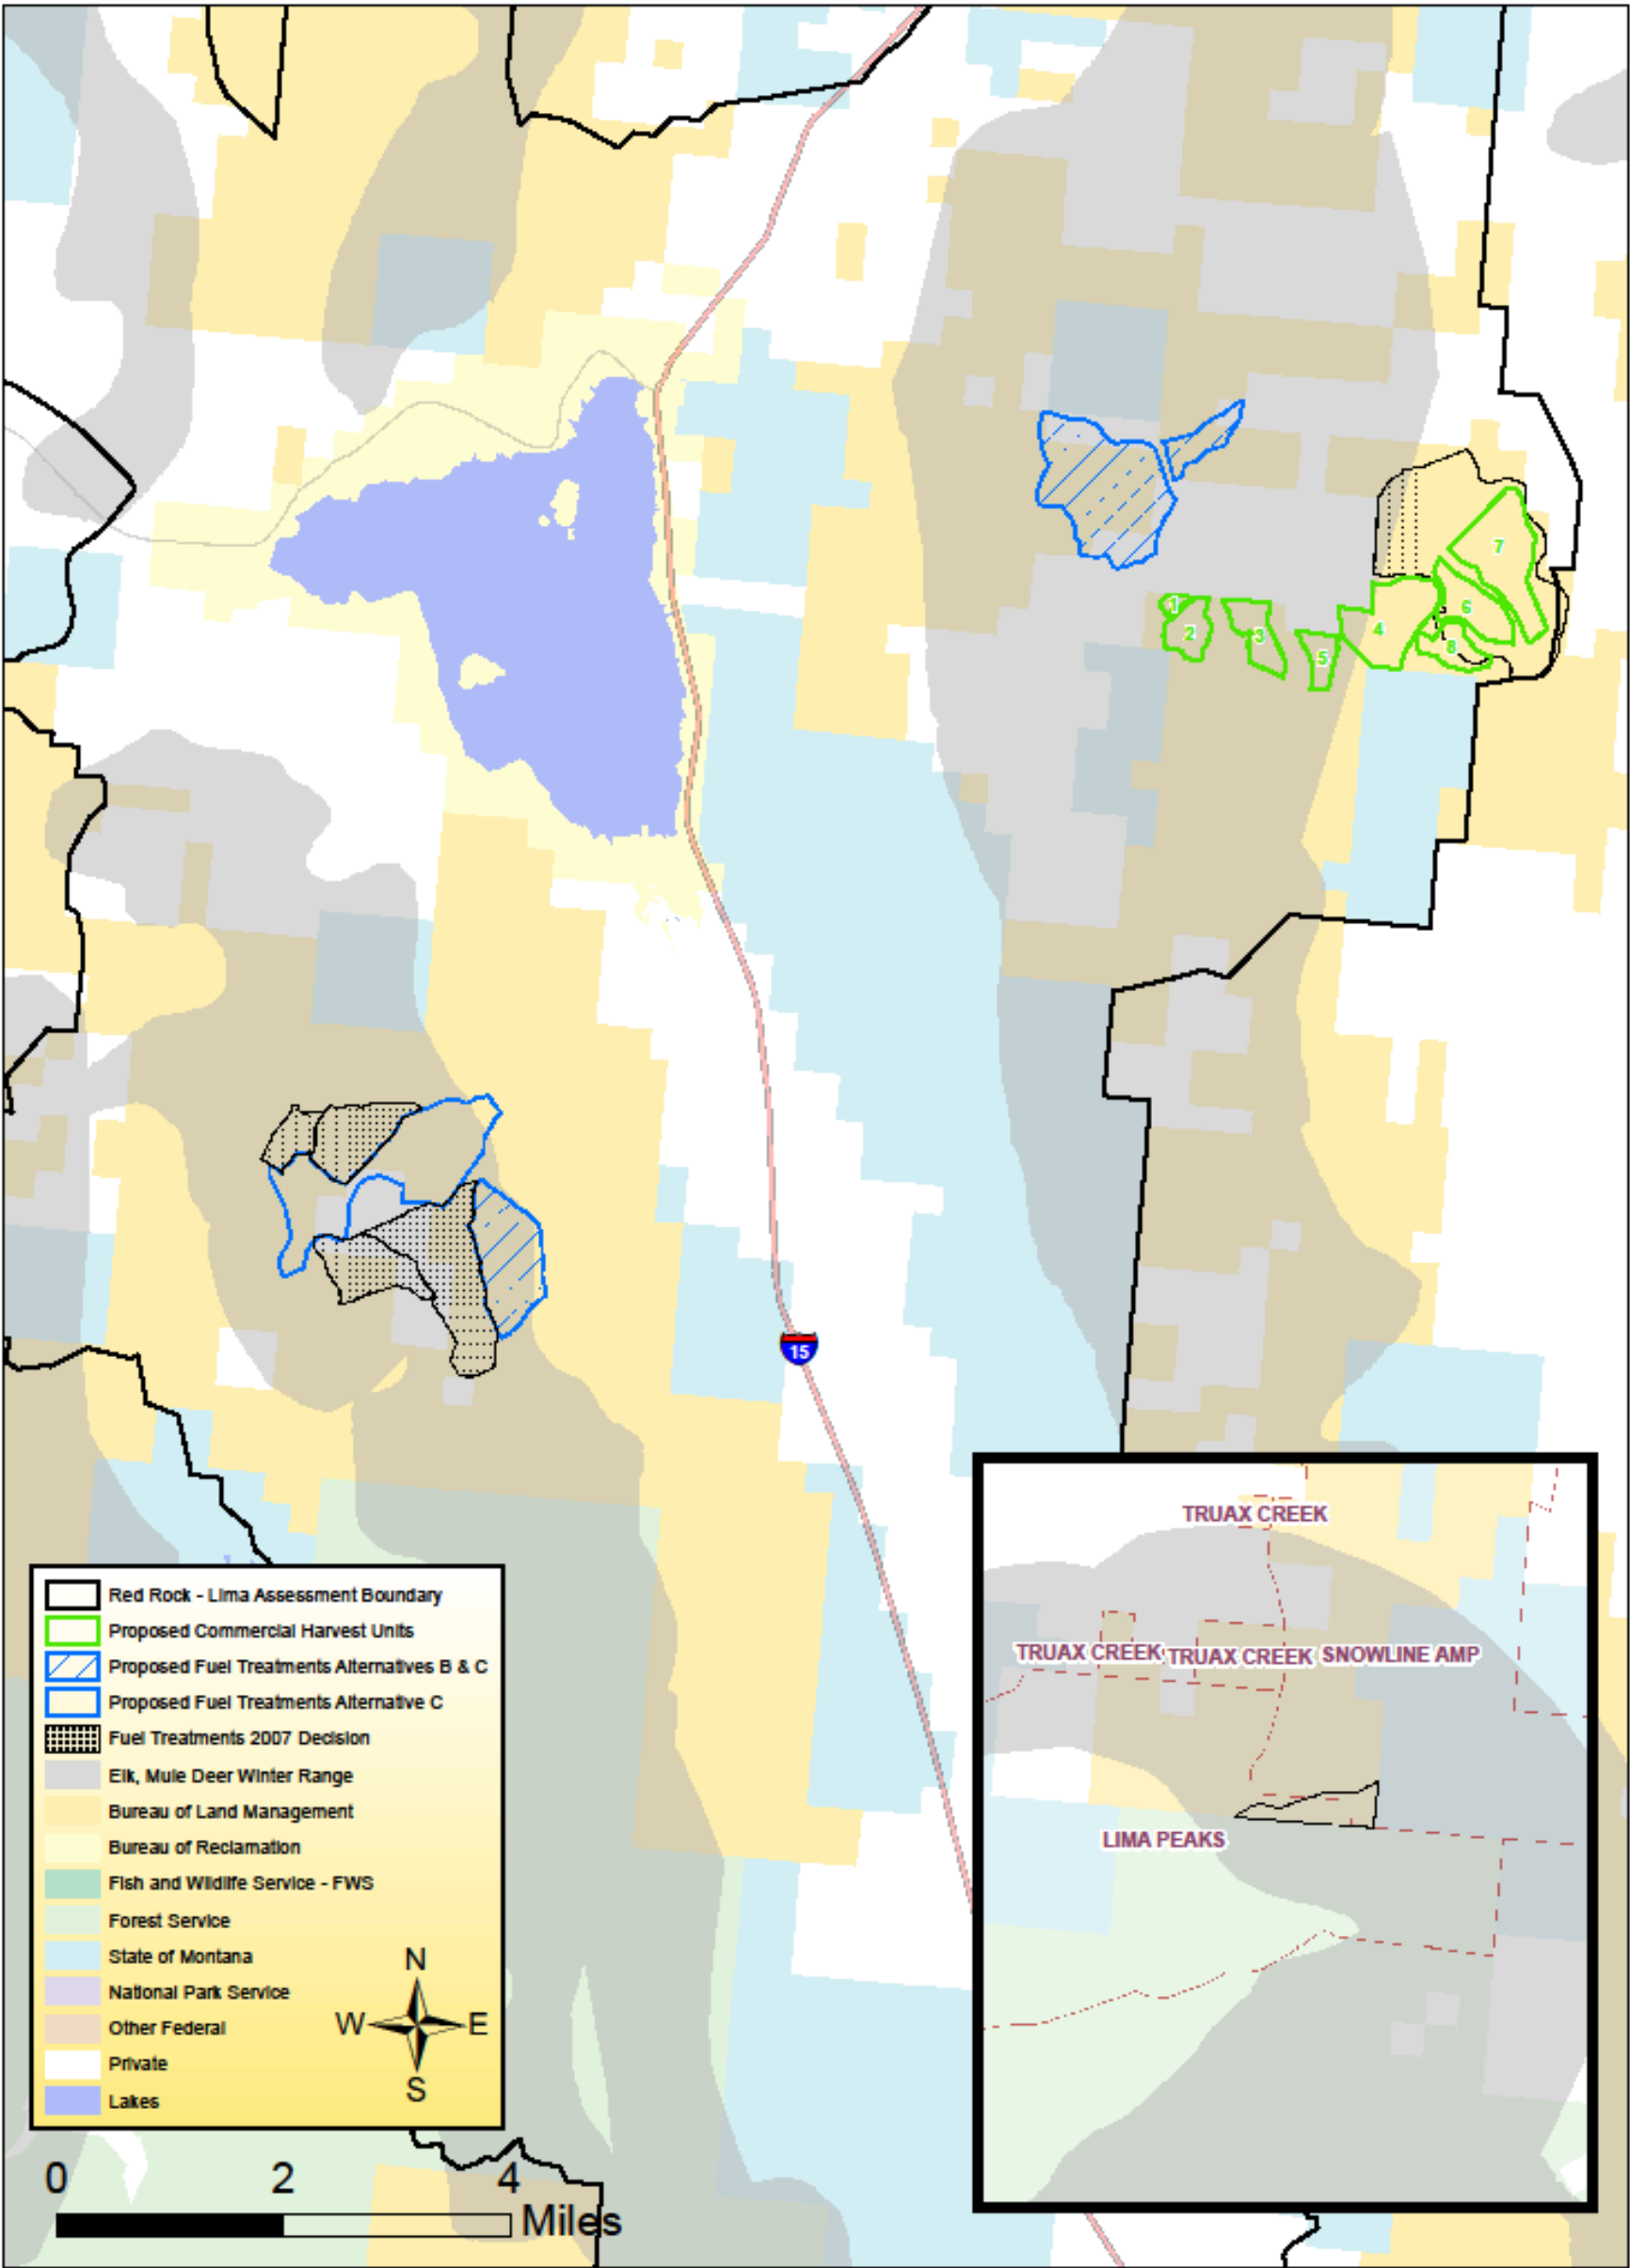 7
1
6
2
3
4
8
5
15
TRUAX CREEK
TRUAX CREEK
TRUAX CREEK
SNOWLINE AMP
LIMA PEAKS
Red Rock - Lima Assessment Boundary
Proposed Commercial Harvest Units
Proposed Fuel Treatments Alternatives B & C
Proposed Fuel Treatments Alternative C
Fuel Treatments 2007 Decision
Elk, Mule Deer Winter Range
Bureau of Land Management
Bureau of Reclamation
Fish and Wildlife Service - FWS
Forest Service
State of Montana
National Park Service
Other Federal
Private
Lakes
N
W E
S
0 2 4
Miles